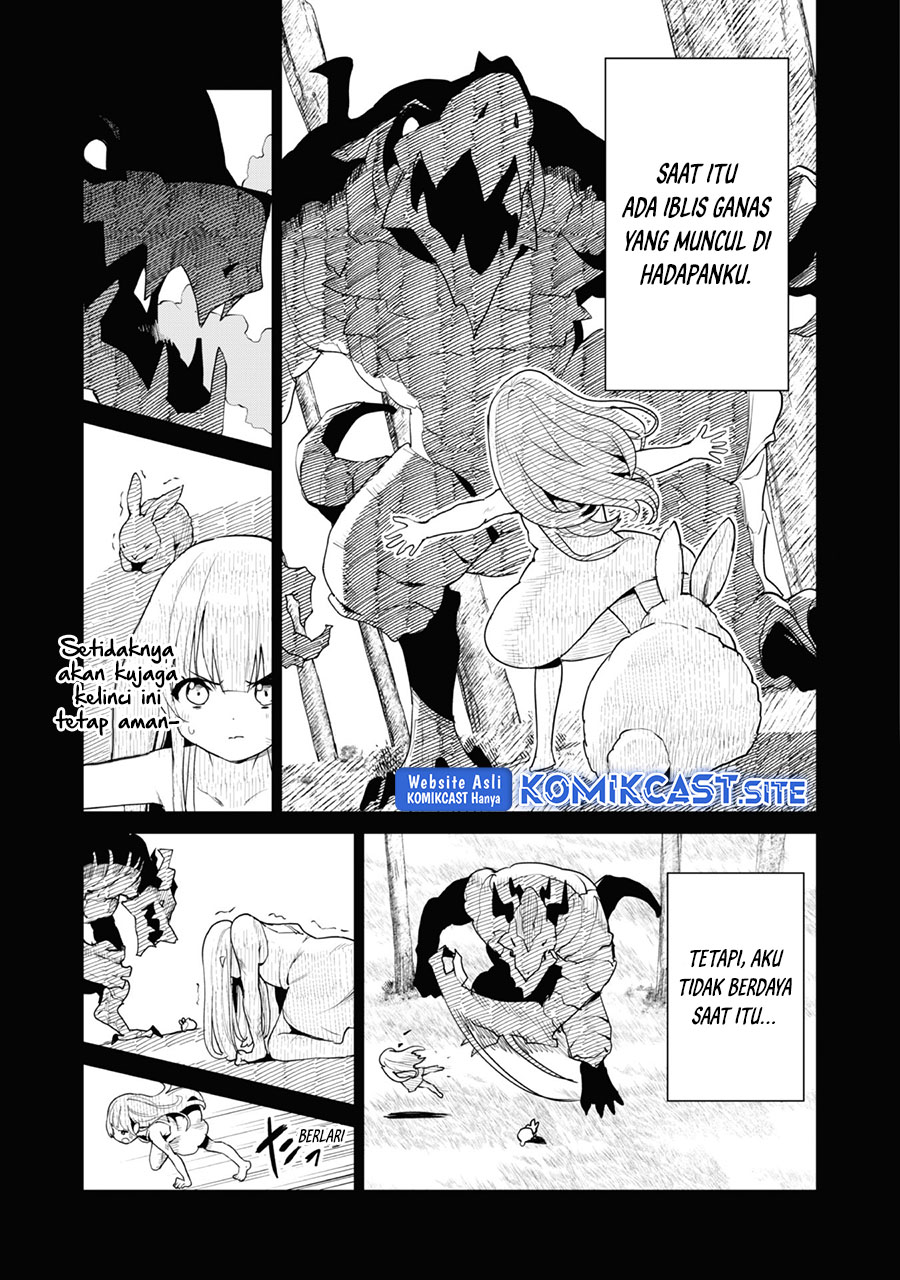 SAAT ITU
ADA IBLIS GANAS
YANG MUNCUL DI
HADAPANKU.
Setidaknya
akan kujaga
kelinci ini
tetap aman-
Website Asli
KOMIKCAST Hanya
KOMIKCAST.SITE
TETAPI, AKU
TIDAK BERDAYA
SAAT ITU...
BERLARI